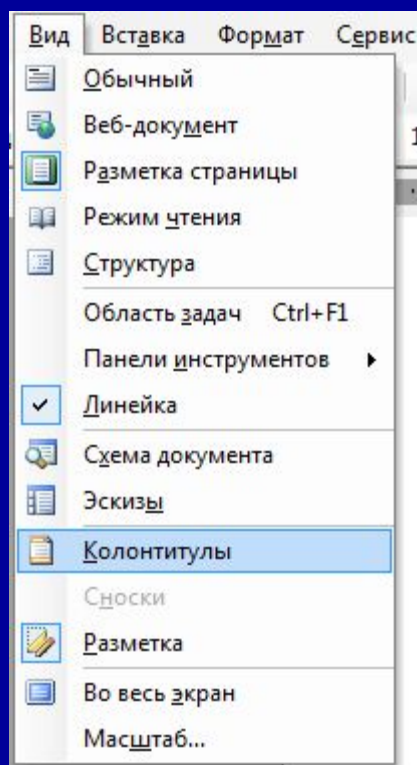 Вид Вставка Формат Сервис
Обычный
Веб-документ
1
Разметка страницы
Режим чтения
Структура
Область задач Ctrl+F1
Панели инструментов
Линейка
Схема документа
Эскизы
Колонтитулы
Сноски
Разметка
Во весь экран
Масштаб...